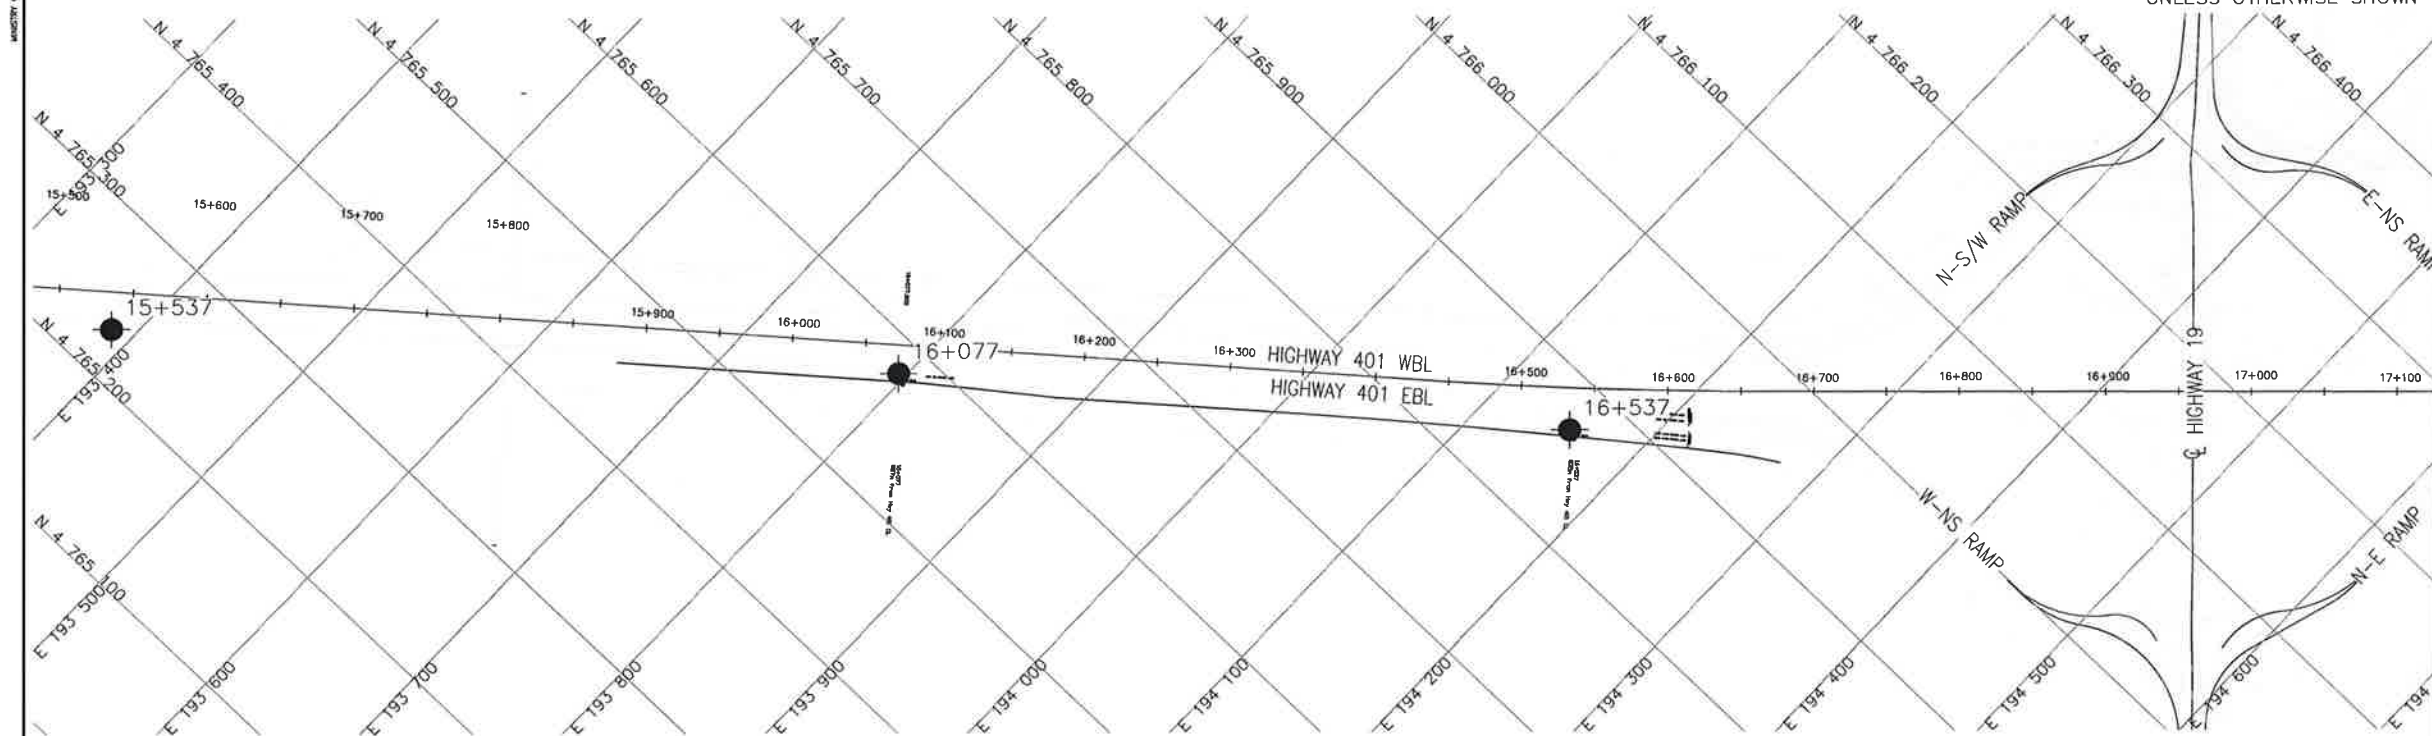 UNLESS OTHERWISE SHOWN
N 4 765 400
N 4 765 500
N 4 765 600
N 4 765 700
N 4 765 800
N 4 765 900
N 4 766 000
N 4 766 100
N 4 766 200
N 4 766 300
N 4 766 400
N 4 765 300
E 193 300
15+500
15+600
15+700
15+800
N-S/W RAMP
E-NS RAMP
15+537
15+900
16+000
16+100
16+077
16+200
16+300
HIGHWAY 401 WBL
HIGHWAY 401 EBL
16+500
16+600
16+700
16+800
16+900
17+000
17+100
16+537
℄ HIGHWAY 19
N 4 765 200
E 193 400
W-NS RAMP
N-E RAMP
N 4 765 100
E 193 500
E 193 600
E 193 700
E 193 800
E 193 900
E 194 000
E 194 100
E 194 200
E 194 300
E 194 400
E 194 500
E 194 600
E 194